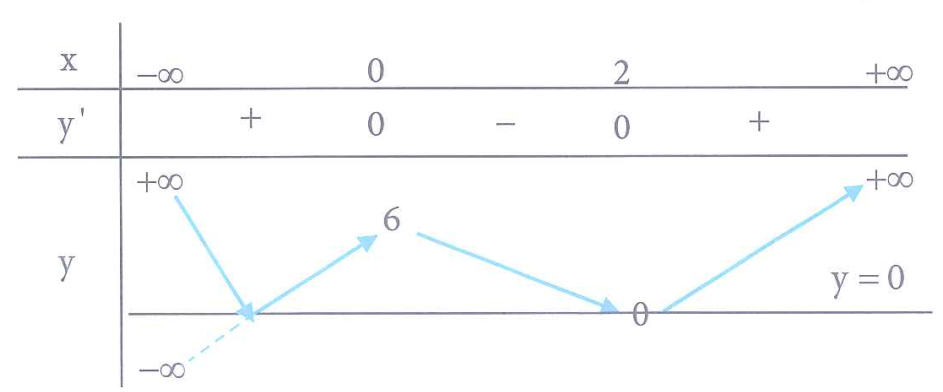 x −∞ 0 2 +∞
y' + 0 − 0 +
+∞ +∞
6
y y = 0
0
−∞